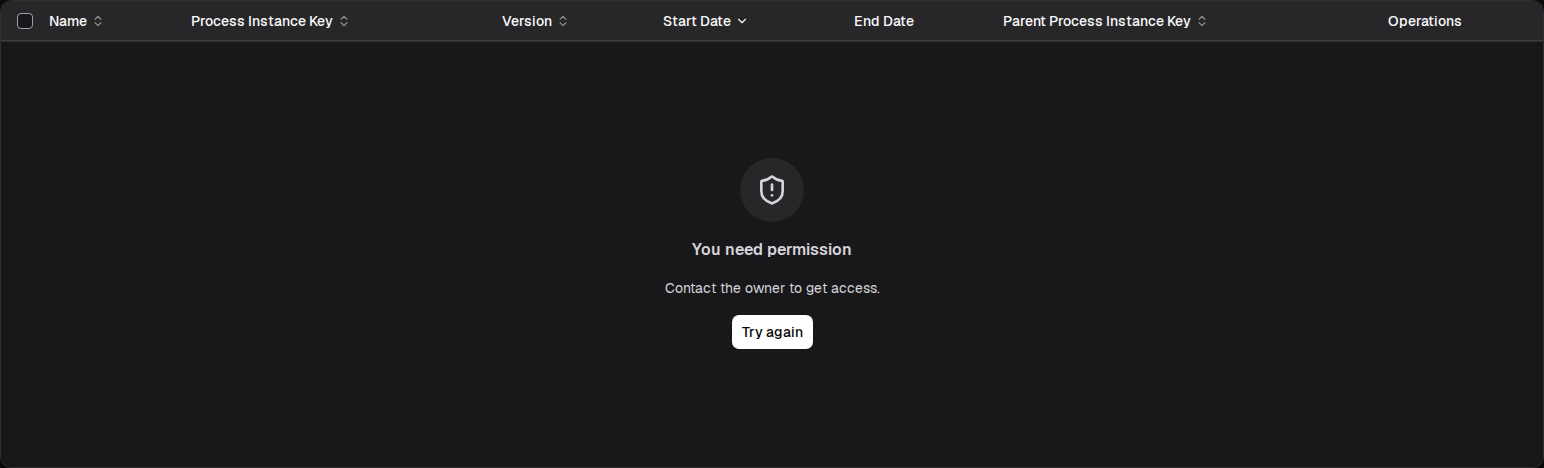 Name Process Instance Key Version Start Date End Date Parent Process Instance Key Operations
You need permission
Contact the owner to get access.
Try again